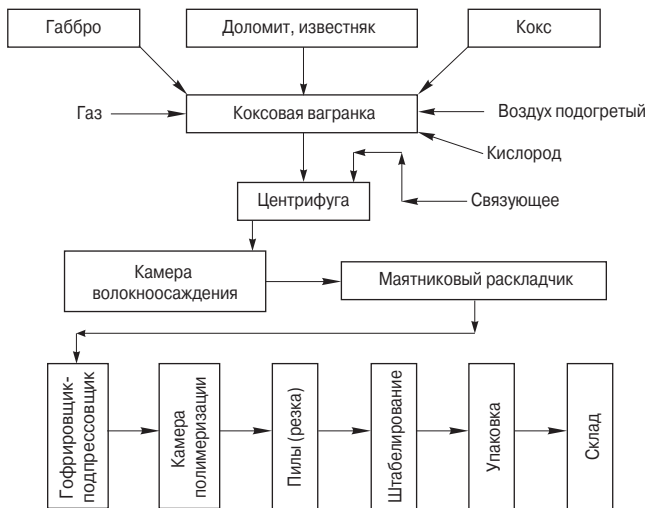 Габбро
Доломит, известняк
Кокс
Газ
Коксовая вагранка
Воздух подогретый
Кислород
Центрифуга
Связующее
Камера
волокноосаждения
Маятниковый раскладчик
Гофрировщик-
подпрессовщик
Камера
полимеризации
Пилы (резка)
Штабелирование
Упаковка
Склад